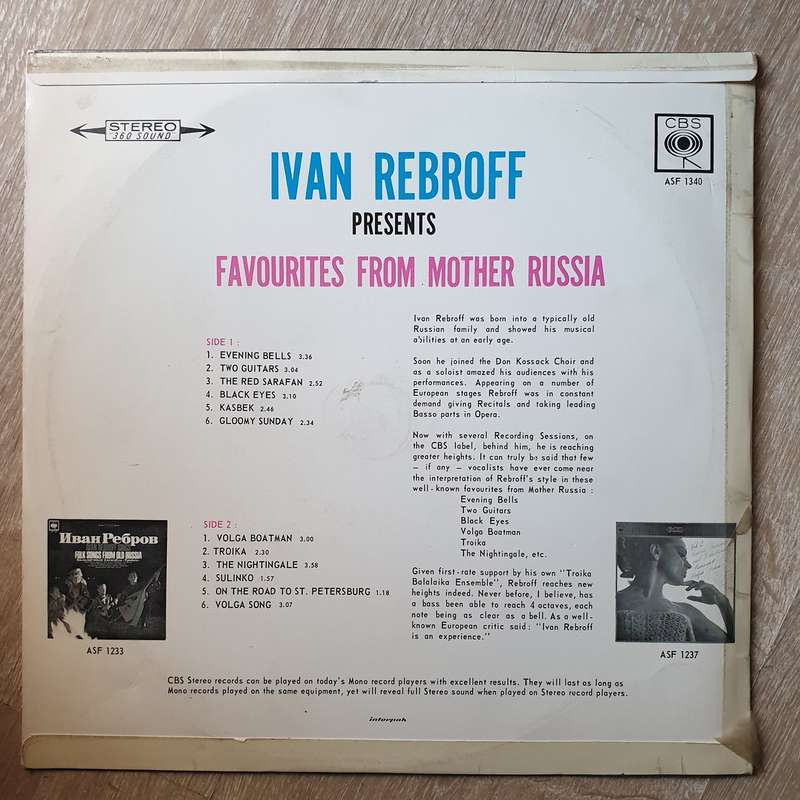 STEREO
"360 SOUND"
CBS
ASF 1340
IVAN REBROFF
PRESENTS
FAVOURITES FROM MOTHER RUSSIA
SIDE 1 :
1. EVENING BELLS 3.36
2. TWO GUITARS 3.04
3. THE RED SARAFAN 2.52
4. BLACK EYES 3.10
5. KASBEK 2.46
6. GLOOMY SUNDAY 2.34
SIDE 2 :
1. VOLGA BOATMAN 3.00
2. TROIKA 2.30
3. THE NIGHTINGALE 3.58
4. SULINKO 1.57
5. ON THE ROAD TO ST. PETERSBURG 1.18
6. VOLGA SONG 3.07
Ivan Rebroff was born into a typically old
Russian family and showed his musical
abilities at an early age.
Soon he joined the Don Kossack Choir and
as a soloist amazed his audiences with his
performances. Appearing on a number of
European stages Rebroff was in constant
demand giving Recitals and taking leading
Basso parts in Opera.
Now with several Recording Sessions, on
the CBS label, behind him, he is reaching
greater heights. It can truly be said that few
— if any — vocalists have ever come near
the interpretation of Rebroff's style in these
well-known favourites from Mother Russia :
Evening Bells
Two Guitars
Black Eyes
Volga Boatman
Troika
The Nightingale, etc.
Given first-rate support by his own "Troika
Balalaika Ensemble", Rebroff reaches new
heights indeed. Never before, I believe, has
a bass been able to reach 4 octaves, each
note being as clear as a bell. As a well-
known European critic said : "Ivan Rebroff
is an experience."
Иван Ребров
FOLK SONGS FROM OLD RUSSIA
ASF 1233
ASF 1237
CBS Stereo records can be played on today's Mono record players with excellent results. They will last as long as
Mono records played on the same equipment, yet will reveal full Stereo sound when played on Stereo record players.
interpak